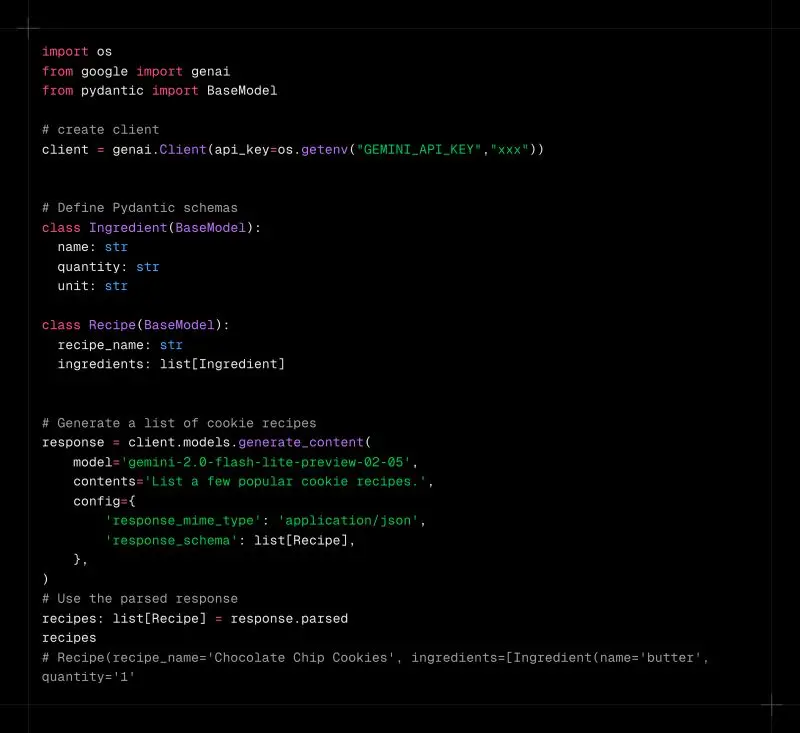 import os
from google import genai
from pydantic import BaseModel
# create client
client = genai.Client(api_key=os.getenv("GEMINI_API_KEY","xxx"))
# Define Pydantic schemas
class Ingredient(BaseModel):
  name: str
  quantity: str
  unit: str
class Recipe(BaseModel):
  recipe_name: str
  ingredients: list[Ingredient]
# Generate a list of cookie recipes
response = client.models.generate_content(
    model='gemini-2.0-flash-lite-preview-02-05',
    contents='List a few popular cookie recipes.',
    config={
        'response_mime_type': 'application/json',
        'response_schema': list[Recipe],
    },
)
# Use the parsed response
recipes: list[Recipe] = response.parsed
recipes
# Recipe(recipe_name='Chocolate Chip Cookies', ingredients=[Ingredient(name='butter',
quantity='1'